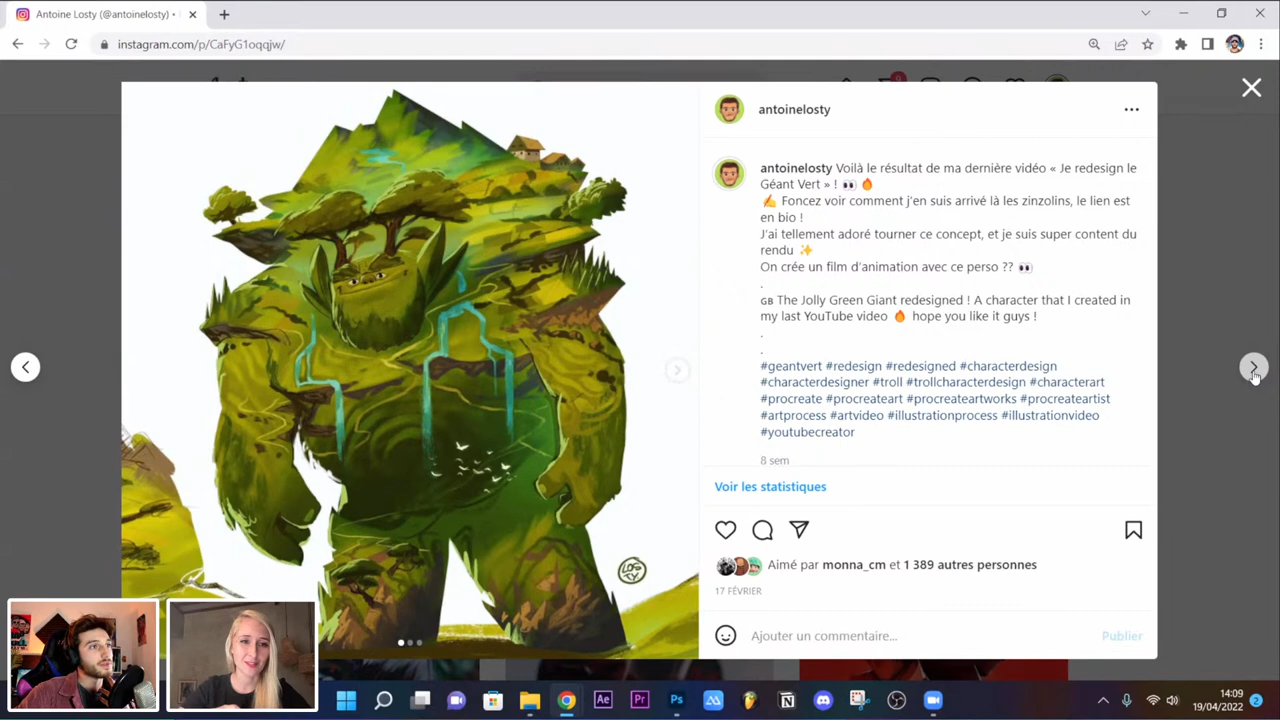 Antoine Losty (@antoinelosty) •
instagram.com/p/CaFyG1oqqjw/
antoinelosty
antoinelosty Voilà le résultat de ma dernière vidéo « Je redesign le
Géant Vert » ! 👀 🔥
✍️ Foncez voir comment j'en suis arrivé là les zinzolins, le lien est
en bio !
J'ai tellement adoré tourner ce concept, et je suis super content du
rendu ✨
On crée un film d'animation avec ce perso ?? 👀
.
GB The Jolly Green Giant redesigned ! A character that I created in
my last YouTube video 🔥 hope you like it guys !
.
.
#geantvert #redesign #redesigned #characterdesign
#characterdesigner #troll #trollcharacterdesign #characterart
#procreate #procreateart #procreateartworks #procreateartist
#artprocess #artvideo #illustrationprocess #illustrationvideo
#youtubecreator
8 sem
Voir les statistiques
Aimé par monna_cm et 1 389 autres personnes
17 FÉVRIER
Ajouter un commentaire...
Publier
LOSTY
Ae Pr Ps
14:09
19/04/2022
2